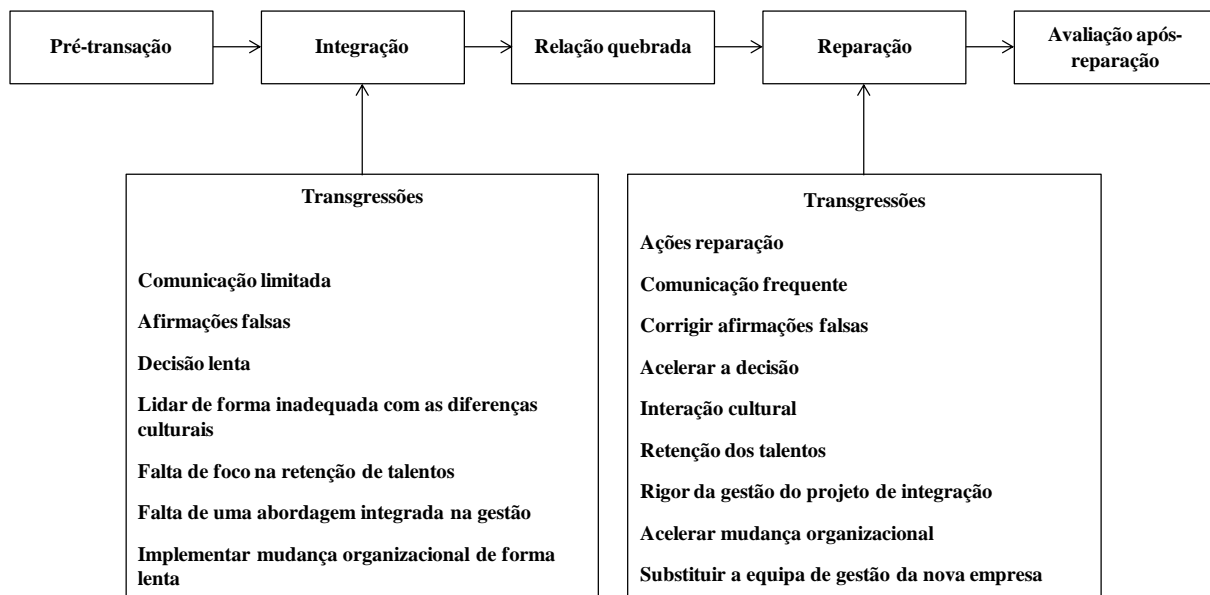 Pré-transação
Integração
Relação quebrada
Reparação
Avaliação após-
reparação
Transgressões
Comunicação limitada
Afirmações falsas
Decisão lenta
Lidar de forma inadequada com as diferenças
culturais
Falta de foco na retenção de talentos
Falta de uma abordagem integrada na gestão
Implementar mudança organizacional de forma
lenta
Transgressões
Ações reparação
Comunicação frequente
Corrigir afirmações falsas
Acelerar a decisão
Interação cultural
Retenção dos talentos
Rigor da gestão do projeto de integração
Acelerar mudança organizacional
Substituir a equipa de gestão da nova empresa